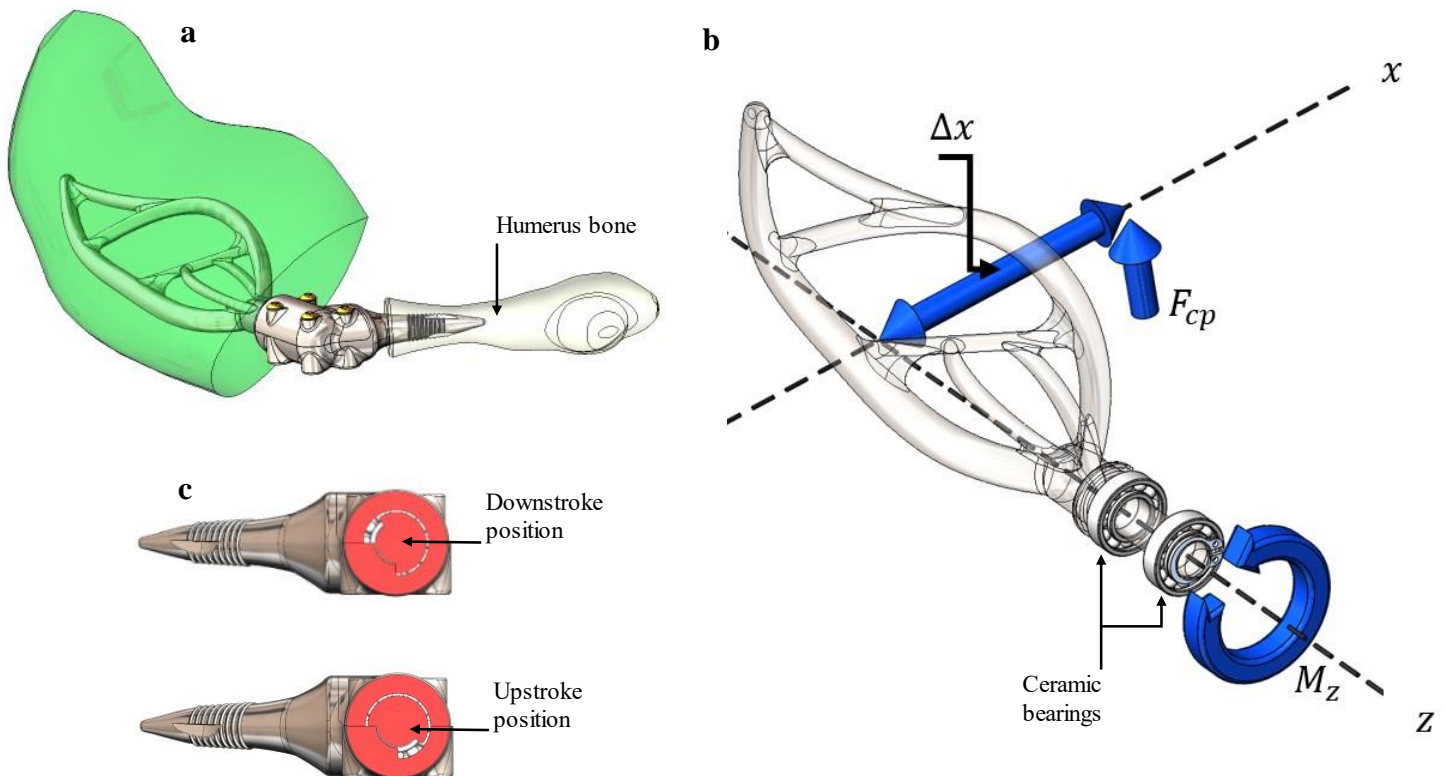 a
Humerus bone
b
x
Δx
F_cp
Ceramic
bearings
M_z
z
c
Downstroke
position
Upstroke
position